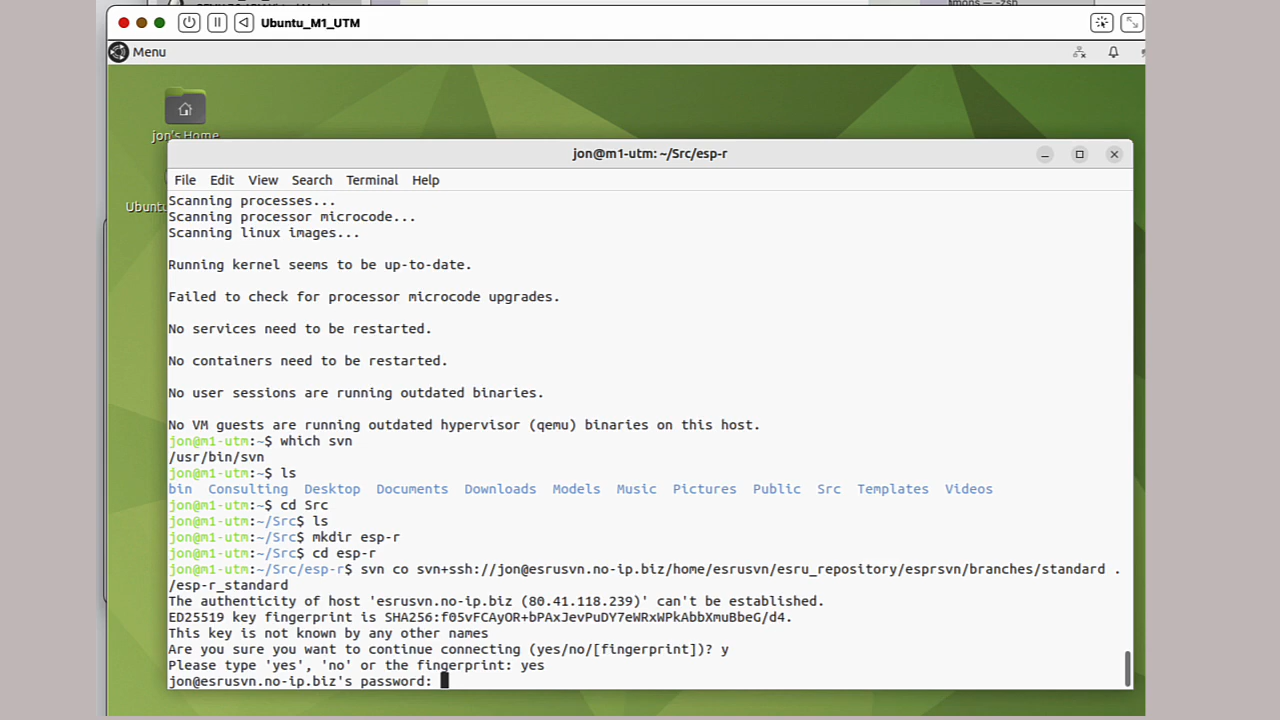 mons — -zsh
Ubuntu_M1_UTM
Menu
jon's Home
Ubuntu
jon@m1-utm: ~/Src/esp-r
File Edit View Search Terminal Help
Scanning processes...
Scanning processor microcode...
Scanning linux images...
Running kernel seems to be up-to-date.
Failed to check for processor microcode upgrades.
No services need to be restarted.
No containers need to be restarted.
No user sessions are running outdated binaries.
No VM guests are running outdated hypervisor (qemu) binaries on this host.
jon@m1-utm:~$ which svn
/usr/bin/svn
jon@m1-utm:~$ ls
bin Consulting Desktop Documents Downloads Models Music Pictures Public Src Templates Videos
jon@m1-utm:~$ cd Src
jon@m1-utm:~/Src$ ls
jon@m1-utm:~/Src$ mkdir esp-r
jon@m1-utm:~/Src$ cd esp-r
jon@m1-utm:~/Src/esp-r$ svn co svn+ssh://jon@esrusvn.no-ip.biz/home/esrusvn/esru_repository/esprsvn/branches/standard .
/esp-r_standard
The authenticity of host 'esrusvn.no-ip.biz (80.41.118.239)' can't be established.
ED25519 key fingerprint is SHA256:f05vFCAyOR+bPAxJevPuDY7eWRxWPkAbbXmuBbeG/d4.
This key is not known by any other names
Are you sure you want to continue connecting (yes/no/[fingerprint])? y
Please type 'yes', 'no' or the fingerprint: yes
jon@esrusvn.no-ip.biz's password: